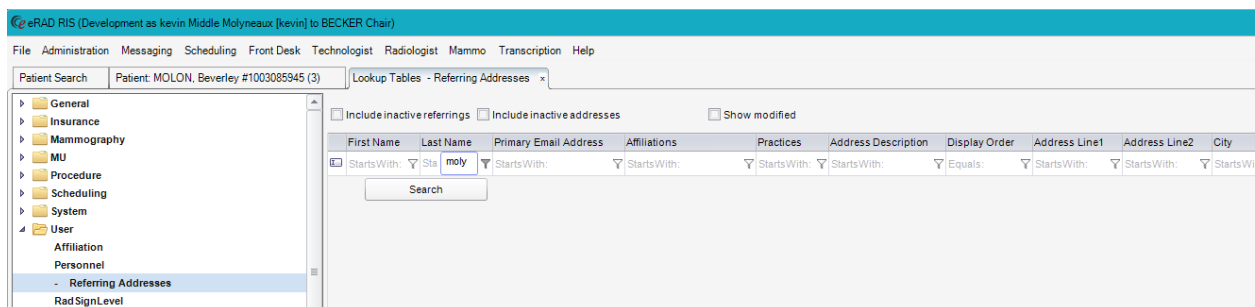 eRAD RIS (Development as kevin Middle Molyneaux [kevin] to BECKER Chair)
File Administration Messaging Scheduling Front Desk Technologist Radiologist Mammo Transcription Help
Patient Search Patient: MOLON, Beverley #1003085945 (3) Lookup Tables - Referring Addresses x
General
Insurance
Mammography
MU
Procedure
Scheduling
System
User
Affiliation
Personnel
- Referring Addresses
RadSignLevel
Include inactive referrings Include inactive addresses Show modified
First Name Last Name Primary Email Address Affiliations Practices Address Description Display Order Address Line1 Address Line2 City
StartsWith: Sta moly StartsWith: StartsWith: StartsWith: StartsWith: Equals: StartsWith: StartsWith: StartsWi
Search